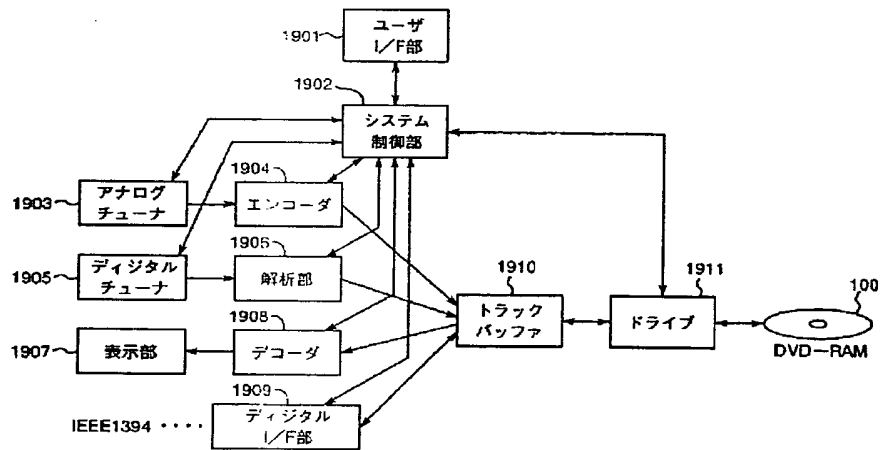 1901
ユーザ
I/F部
1902
システム
制御部
1903
アナログ
チューナ
1904
エンコーダ
1905
ディジタル
チューナ
1906
解析部
1907
表示部
1908
デコーダ
1909
IEEE1394 ····
ディジタル
I/F部
1910
トラック
バッファ
1911
ドライブ
100
DVD-RAM